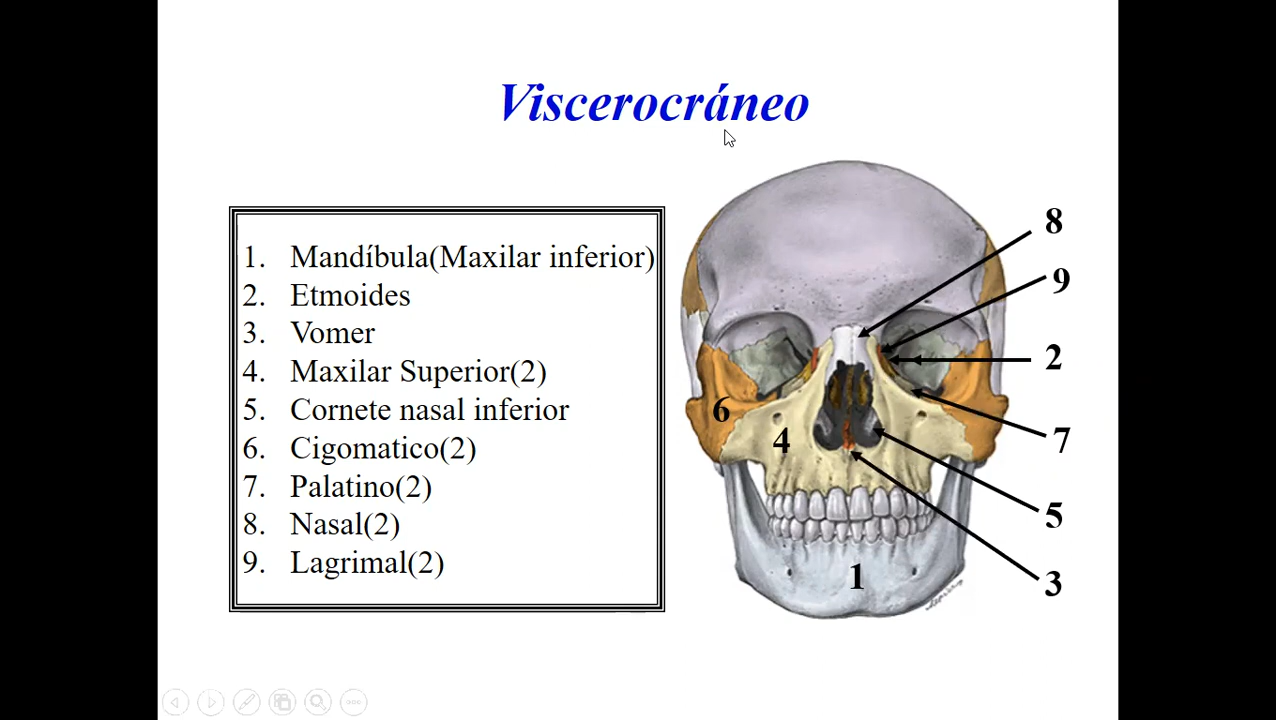 Viscerocráneo
1. Mandíbula(Maxilar inferior)
2. Etmoides
3. Vomer
4. Maxilar Superior(2)
5. Cornete nasal inferior
6. Cigomatico(2)
7. Palatino(2)
8. Nasal(2)
9. Lagrimal(2)
8
9
2
6
4
7
5
1
3